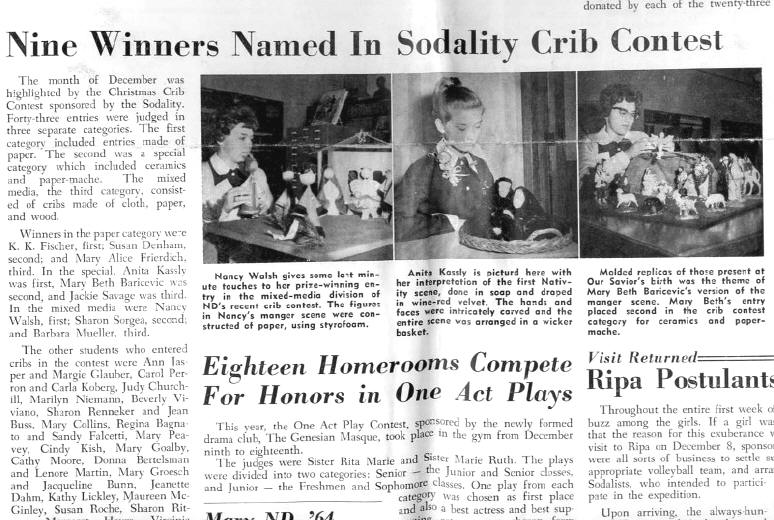 donated by each of the twenty-three
Nine Winners Named In Sodality Crib Contest
The month of December was
highlighted by the Christmas Crib
Contest sponsored by the Sodality.
Forty-three entries were judged in
three separate categories. The first
category included entries made of
paper. The second was a special
category which included ceramics
and paper-mache. The mixed
media, the third category, consist-
ed of cribs made of cloth, paper,
and wood.
Winners in the paper category were
K. K. Fischer, first; Susan Denham,
second; and Mary Alice Frierdich,
third. In the special, Anita Kassly
was first, Mary Beth Baricevic was
second, and Jackie Savage was third.
In the mixed media were Nancy
Walsh, first; Sharon Sorgea, second;
and Barbara Mueller, third.
The other students who entered
cribs in the contest were Ann Jas-
per and Margie Glauber, Carol Per-
ron and Carla Koberg, Judy Church-
ill, Marilyn Niemann, Beverly Vi-
viano, Sharon Renneker and Jean
Buss, Mary Collins, Regina Bagna-
to and Sandy Falcetti, Mary Pea-
vey, Cindy Kish, Mary Goalby,
Cathy Moore, Donna Bertelsman
and Lenore Martin, Mary Groesch
and Jacqueline Bunn, Jeanette
Dahm, Kathy Lickley, Maureen Mc-
Ginley, Susan Roche, Sharon Rit-
Virginia
Nancy Walsh gives some last min-
ute touches to her prize-winning en-
try in the mixed-media division of
ND's recent crib contest. The figures
in Nancy's manger scene were con-
structed of paper, using styrofoam.
Anita Kassly is picturd here with
her interpretation of the first Nativ-
ity scene, done in soap and draped
in wine-red velvet. The hands and
faces were intricately carved and the
entire scene was arranged in a wicker
basket.
Molded replicas of those present at
Our Savior's birth was the theme of
Mary Beth Baricevic's version of the
manger scene. Mary Beth's entry
placed second in the crib contest
category for ceramics and paper-
mache.
Eighteen Homerooms Compete
For Honors in One Act Plays
This year, the One Act Play Contest, sponsored by the newly formed
drama club, The Genesian Masque, took place in the gym from December
ninth to eighteenth.
The judges were Sister Rita Marie and Sister Marie Ruth. The plays
were divided into two categories: Senior — the Junior and Senior classes,
and Junior — the Freshmen and Sophomore classes. One play from each
category was chosen as first place
and also a best actress and best sup-
Mary ND, '64
Visit Returned
Ripa Postulants
Throughout the entire first week of
buzz among the girls. If a girl was
that the reason for this exuberance w
visit to Ripa on December 8, sponsor
were all sorts of business to settle su
appropriate volleyball team, and arra
Sodalists, who intended to partici-
pate in the expedition.
Upon arriving, the always-hun-